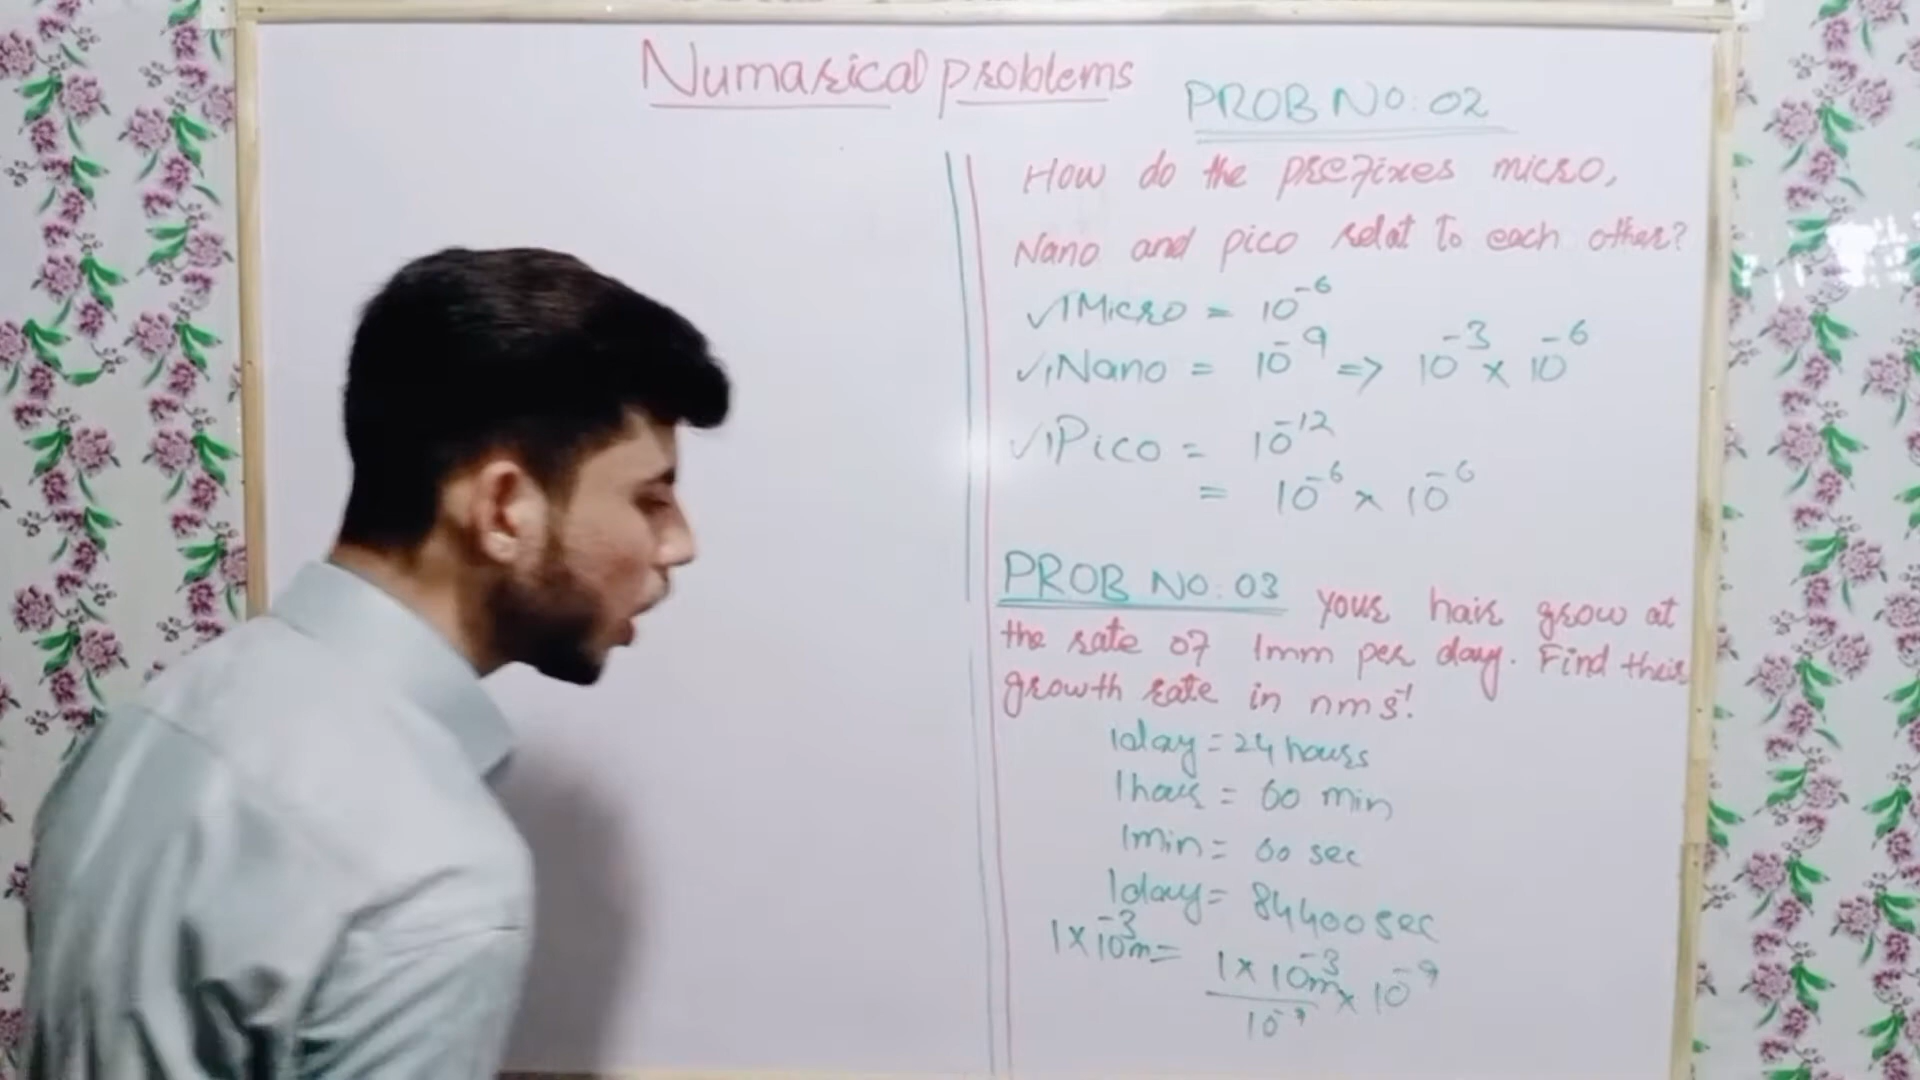 Numarical problems
PROB NO: 02
How do the prefixes micro,
Nano and pico relat to each other?
✓1Micro = 10⁻⁶
✓1Nano = 10⁻⁹ => 10⁻³ × 10⁻⁶
✓1Pico = 10⁻¹²
= 10⁻⁶ × 10⁻⁶
PROB NO: 03 your hair grow at
the rate of 1mm per day. Find their
growth rate in nms⁻¹.
1day = 24 hours
1hour = 60 min
1min = 60 sec
1day = 84400 sec
1×10⁻³m = 1×10⁻³m × 10⁻⁹
10⁻⁹